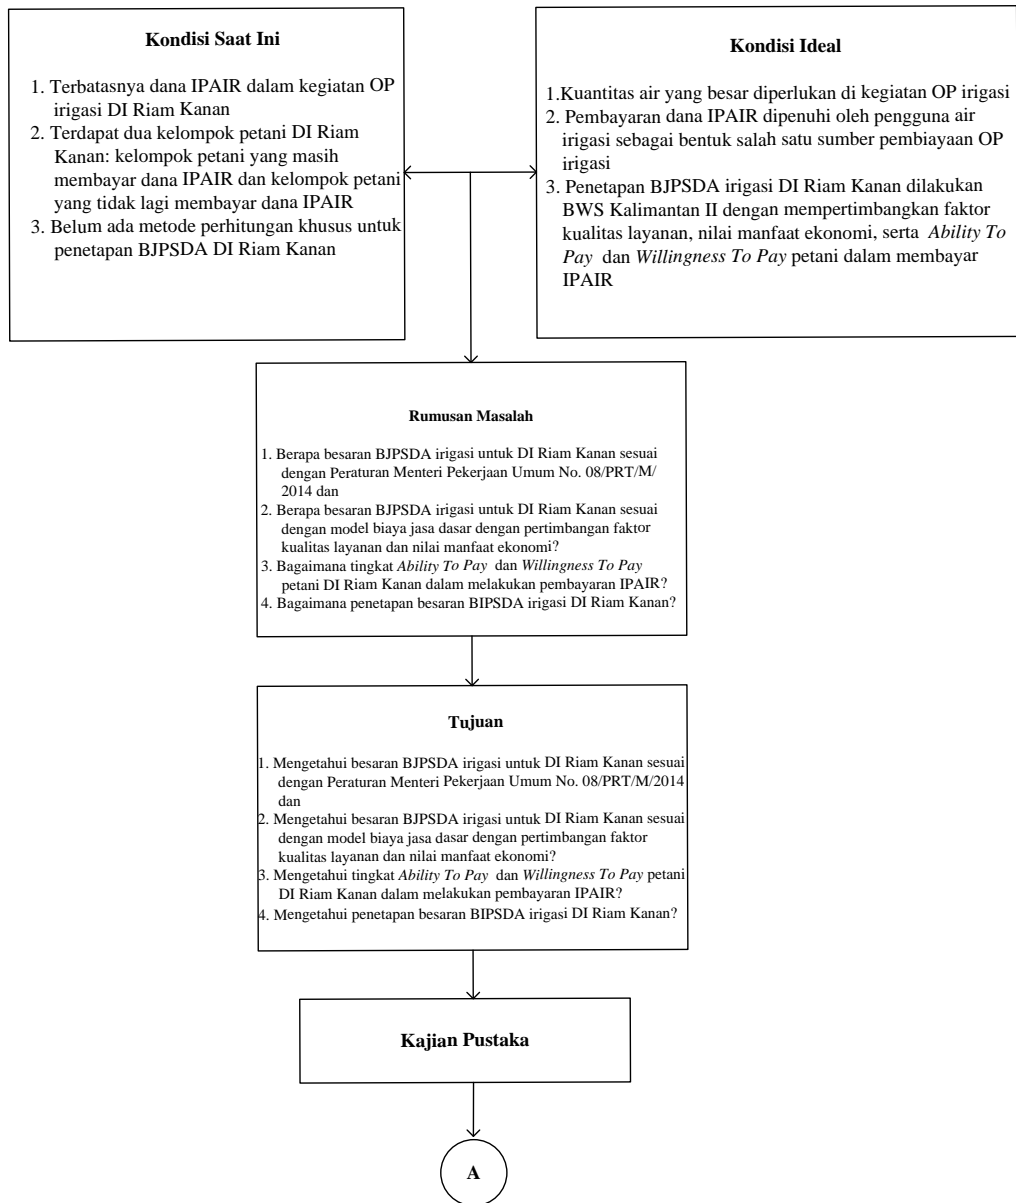 Kondisi Saat Ini
1. Terbatasnya dana IPAIR dalam kegiatan OP
irigasi DI Riam Kanan
2. Terdapat dua kelompok petani DI Riam
Kanan: kelompok petani yang masih
membayar dana IPAIR dan kelompok petani
yang tidak lagi membayar dana IPAIR
3. Belum ada metode perhitungan khusus untuk
penetapan BJPSDA DI Riam Kanan
Kondisi Ideal
1.Kuantitas air yang besar diperlukan di kegiatan OP irigasi
2. Pembayaran dana IPAIR dipenuhi oleh pengguna air
irigasi sebagai bentuk salah satu sumber pembiayaan OP
irigasi
3. Penetapan BJPSDA irigasi DI Riam Kanan dilakukan
BWS Kalimantan II dengan mempertimbangkan faktor
kualitas layanan, nilai manfaat ekonomi, serta Ability To
Pay dan Willingness To Pay petani dalam membayar
IPAIR
Rumusan Masalah
1. Berapa besaran BJPSDA irigasi untuk DI Riam Kanan sesuai
dengan Peraturan Menteri Pekerjaan Umum No. 08/PRT/M/
2014 dan
2. Berapa besaran BJPSDA irigasi untuk DI Riam Kanan sesuai
dengan model biaya jasa dasar dengan pertimbangan faktor
kualitas layanan dan nilai manfaat ekonomi?
3. Bagaimana tingkat Ability To Pay dan Willingness To Pay
petani DI Riam Kanan dalam melakukan pembayaran IPAIR?
4. Bagaimana penetapan besaran BIPSDA irigasi DI Riam Kanan?
Tujuan
1. Mengetahui besaran BJPSDA irigasi untuk DI Riam Kanan sesuai
dengan Peraturan Menteri Pekerjaan Umum No. 08/PRT/M/2014
dan
2. Mengetahui besaran BJPSDA irigasi untuk DI Riam Kanan sesuai
dengan model biaya jasa dasar dengan pertimbangan faktor
kualitas layanan dan nilai manfaat ekonomi?
3. Mengetahui tingkat Ability To Pay dan Willingness To Pay petani
DI Riam Kanan dalam melakukan pembayaran IPAIR?
4. Mengetahui penetapan besaran BIPSDA irigasi DI Riam Kanan?
Kajian Pustaka
A